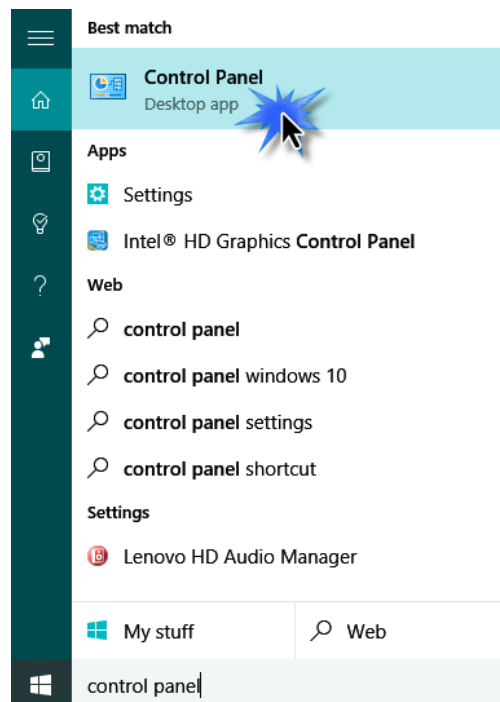 Best match
Control Panel
Desktop app
Apps
Settings
Intel® HD Graphics Control Panel
Web
control panel
control panel windows 10
control panel settings
control panel shortcut
Settings
Lenovo HD Audio Manager
My stuff
Web
control panel